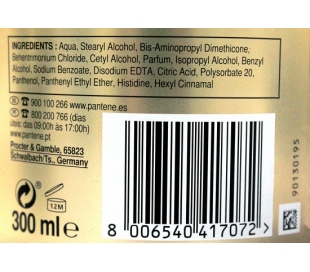 INGREDIENTS : Aqua, Stearyl Alcohol, Bis-Aminopropyl Dimethicone,
Behentrimonium Chloride, Cetyl Alcohol, Parfum, Isopropyl Alcohol, Benzyl
Alcohol, Sodium Benzoate, Disodium EDTA, Citric Acid, Polysorbate 20,
Panthenol, Panthenyl Ethyl Ether, Histidine, Hexyl Cinnamal
E 900 100 266 www.pantene.es
P 800 200 766 (dias
úteis: das 09:00h às 17:00h)
www.pantene.pt
Procter & Gamble, 65823
Schwalbach/Ts., Germany
12M
300 ml e
8 006540 417072 >
90130195